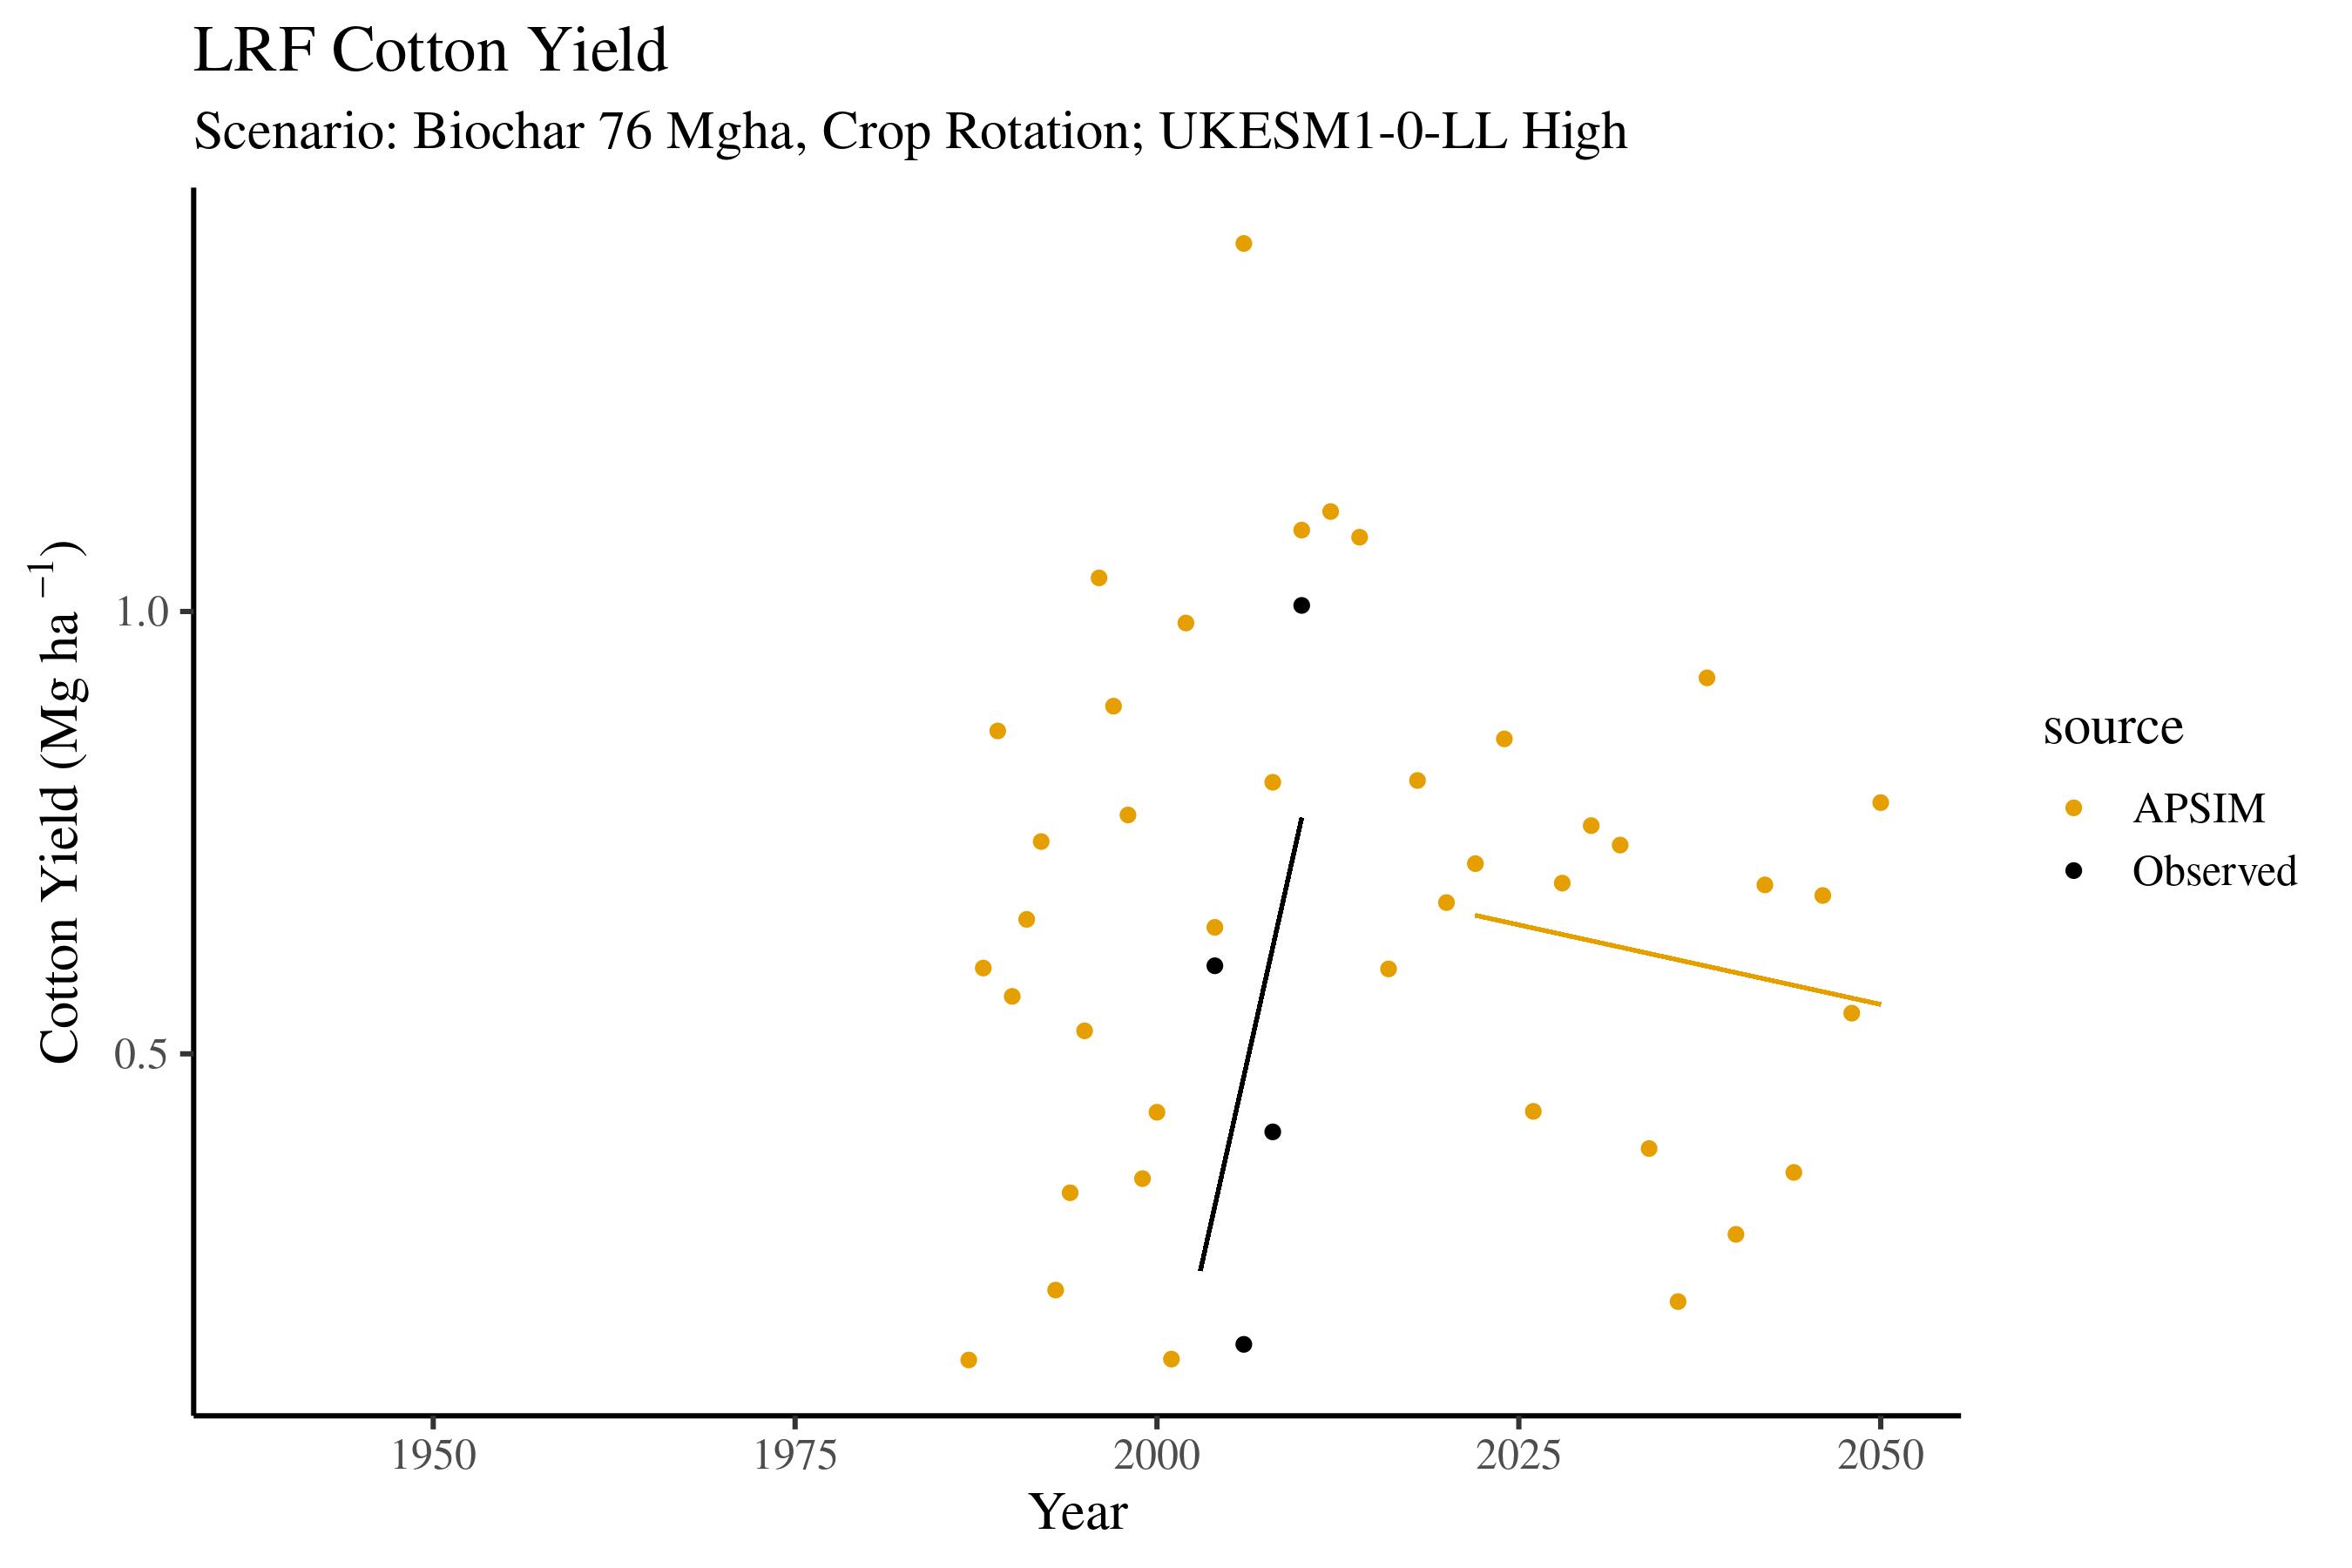 LRF Cotton Yield
Scenario: Biochar 76 Mgha, Crop Rotation; UKESM1-0-LL High
Cotton Yield (Mg ha⁻¹)
1.0
0.5
1950 1975 2000 2025 2050
Year
source
APSIM
Observed